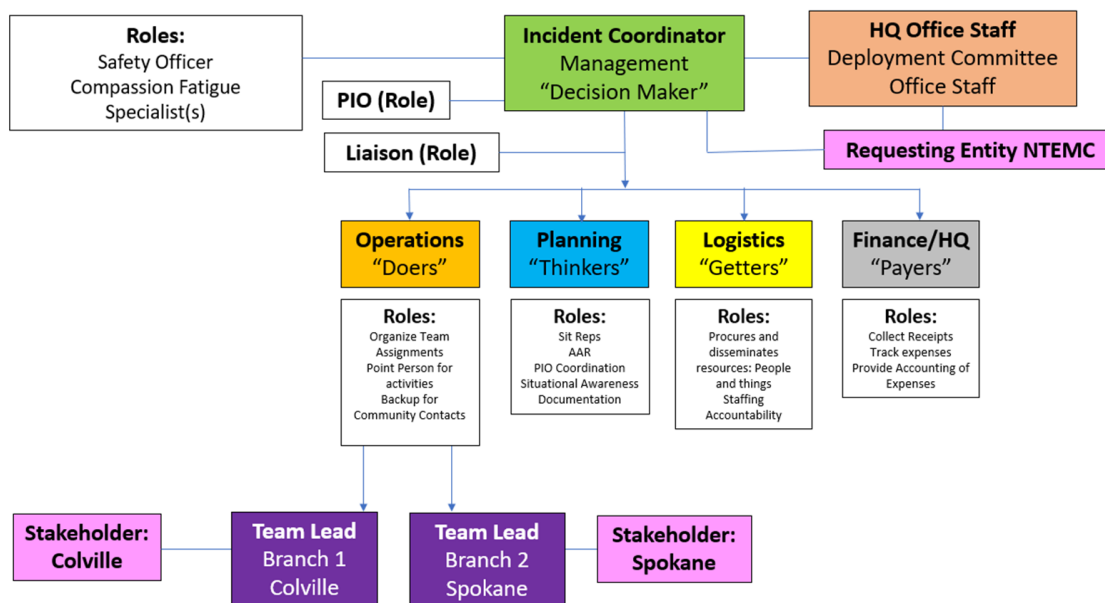 Roles:
Safety Officer
Compassion Fatigue
Specialist(s)
Incident Coordinator
Management
“Decision Maker”
HQ Office Staff
Deployment Committee
Office Staff
PIO (Role)
Liaison (Role)
Requesting Entity NTEMC
Operations
“Doers”
Planning
“Thinkers”
Logistics
“Getters”
Finance/HQ
“Payers”
Roles:
Organize Team
Assignments
Point Person for
activities
Backup for
Community Contacts
Roles:
Sit Reps
AAR
PIO Coordination
Situational Awareness
Documentation
Roles:
Procures and
disseminates
resources: People
and things
Staffing
Accountability
Roles:
Collect Receipts
Track expenses
Provide Accounting of
Expenses
Stakeholder:
Colville
Team Lead
Branch 1
Colville
Team Lead
Branch 2
Spokane
Stakeholder:
Spokane